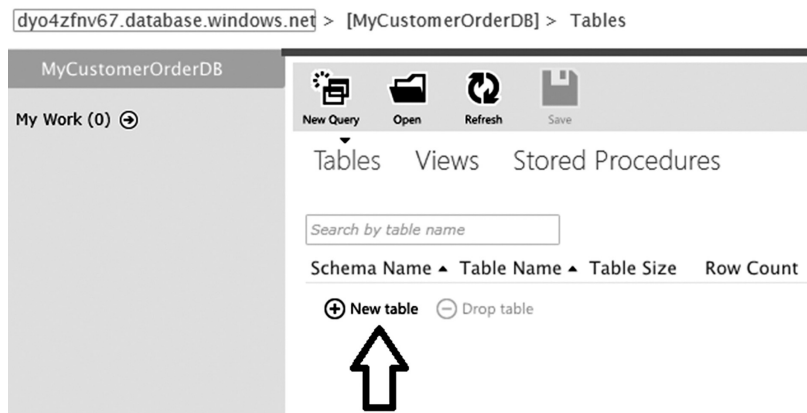 dyo4zfnv67.database.windows.net > [MyCustomerOrderDB] > Tables
MyCustomerOrderDB
My Work (0)
New Query Open Refresh Save
Tables Views Stored Procedures
Search by table name
Schema Name Table Name Table Size Row Count
New table Drop table